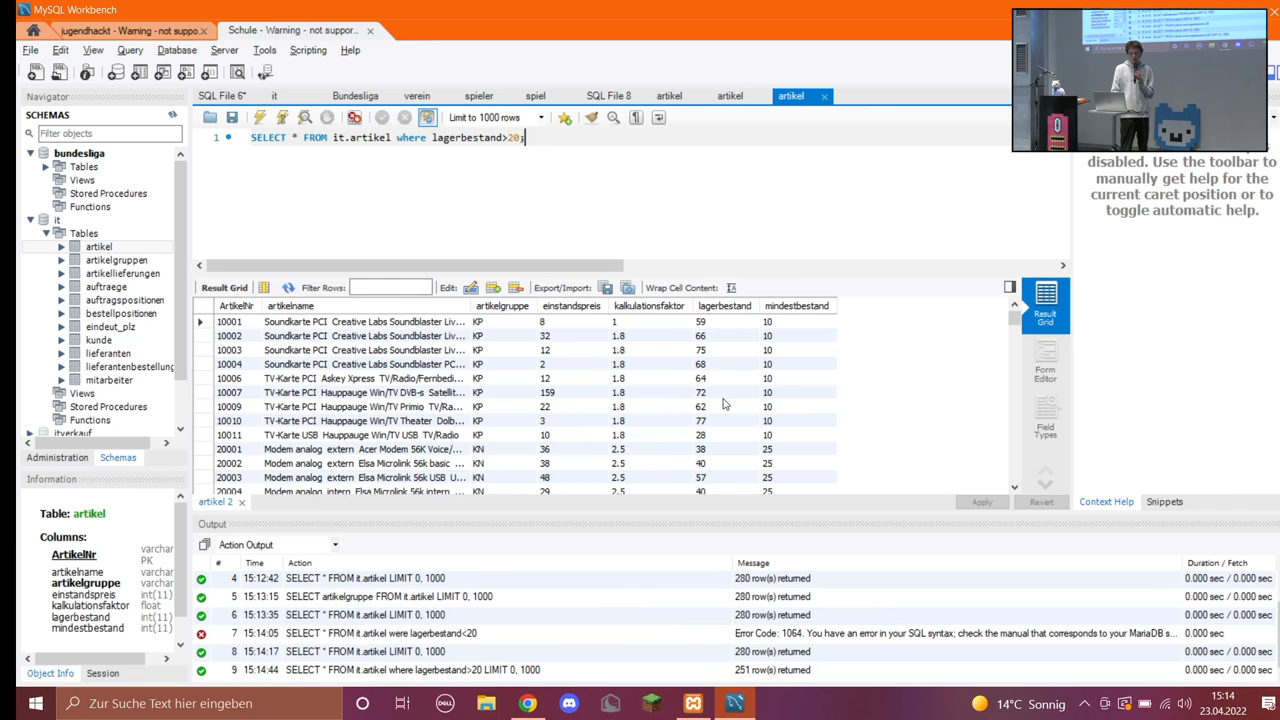 MySQL Workbench
jugendhackt - Warning - not suppo...
Schule - Warning - not suppore...
File Edit View Query Database Server Tools Scripting Help
Navigator
SQL File 6* it Bundesliga verein spieler spiel SQL File 8 artikel artikel artikel
SCHEMAS
Limit to 1000 rows
Filter objects
1 SELECT * FROM it.artikel where lagerbestand>20;
bundesliga
Tables
Views
Stored Procedures
Functions
it
Tables
artikel
artikelgruppen
artikellieferungen
auftraege
auftragspositionen
bestellpositionen
eindeut_plz
kunde
lieferanten
lieferantenbestellung
mitarbeiter
Views
Stored Procedures
Functions
itverkauf
Administration Schemas
disabled. Use the toolbar to
manually get help for the
current caret position or to
toggle automatic help.
Result Grid Filter Rows: Edit: Export/Import: Wrap Cell Content:
ArtikelNr artikelname artikelgruppe einstandspreis kalkulationsfaktor lagerbestand mindestbestand
10001 Soundkarte PCI Creative Labs Soundblaster Liv... KP 8 1 59 10
10002 Soundkarte PCI Creative Labs Soundblaster Liv... KP 32 1.8 66 10
10003 Soundkarte PCI Creative Labs Soundblaster Liv... KP 12 1.8 75 10
10004 Soundkarte PCI Creative Labs Soundblaster PC... KP 2 1.8 68 10
10006 TV-Karte PCI Askey Xpress TV/Radio/Fernbedi... KP 12 1.8 64 10
10007 TV-Karte PCI Hauppauge Win/TV DVB-s Satellit... KP 159 1.8 72 10
10009 TV-Karte PCI Hauppauge Win/TV Primio TV/Ra... KP 22 1.8 62 10
10010 TV-Karte PCI Hauppauge Win/TV Theater Dolb... KP 3 1.8 77 10
10011 TV-Karte USB Hauppauge Win/TV USB TV/Radio KP 10 1.8 28 10
20001 Modem analog extern Acer Modem 56K Voice/... KN 36 2.5 38 25
20002 Modem analog extern Elsa Microlink 56k basic ... KN 38 2.5 40 25
20003 Modem analog extern Elsa Microlink 56k USB U... KN 48 2.5 57 25
20004 Modem analog intern Elsa Microlink 56k intern ... KN 29 2.5 40 25
Result Grid
Form Editor
Field Types
artikel 2 Apply Revert
Context Help Snippets
Information
Table: artikel
Columns:
ArtikelNr varchar
PK
artikelname varchar
artikelgruppe varchar
einstandspreis int(11)
kalkulationsfaktor float
lagerbestand int(11)
mindestbestand int(11)
Object Info Session
Output
Action Output
# Time Action Message Duration / Fetch
4 15:12:42 SELECT * FROM it.artikel LIMIT 0, 1000 280 row(s) returned 0.000 sec / 0.000 sec
5 15:13:15 SELECT artikelgruppe FROM it.artikel LIMIT 0, 1000 280 row(s) returned 0.000 sec / 0.000 sec
6 15:13:35 SELECT * FROM it.artikel LIMIT 0, 1000 280 row(s) returned 0.000 sec / 0.000 sec
7 15:14:05 SELECT * FROM it.artikel were lagerbestand<20 Error Code: 1064. You have an error in your SQL syntax; check the manual that corresponds to your MariaDB s... 0.000 sec
8 15:14:17 SELECT * FROM it.artikel LIMIT 0, 1000 280 row(s) returned 0.000 sec / 0.000 sec
9 15:14:44 SELECT * FROM it.artikel where lagerbestand>20 LIMIT 0, 1000 251 row(s) returned 0.000 sec / 0.000 sec
Zur Suche Text hier eingeben
DELL
14°C Sonnig
15:14
23.04.2022